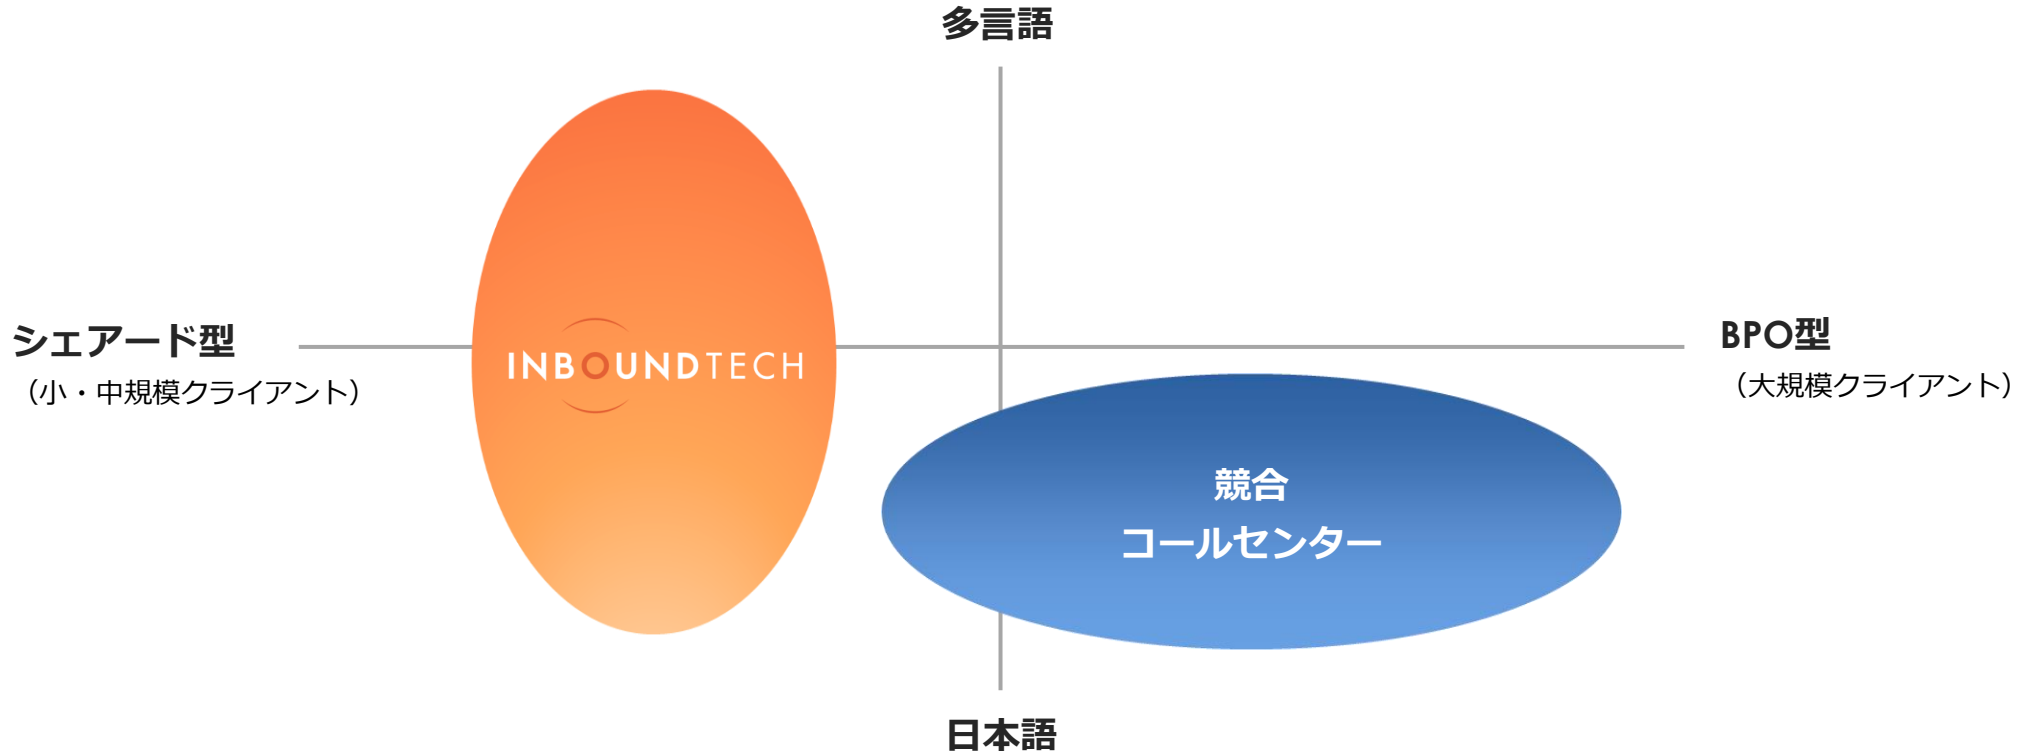 多言語
シェアード型
（小・中規模クライアント）
INBOUNDTECH
BPO型
（大規模クライアント）
競合
コールセンター
日本語